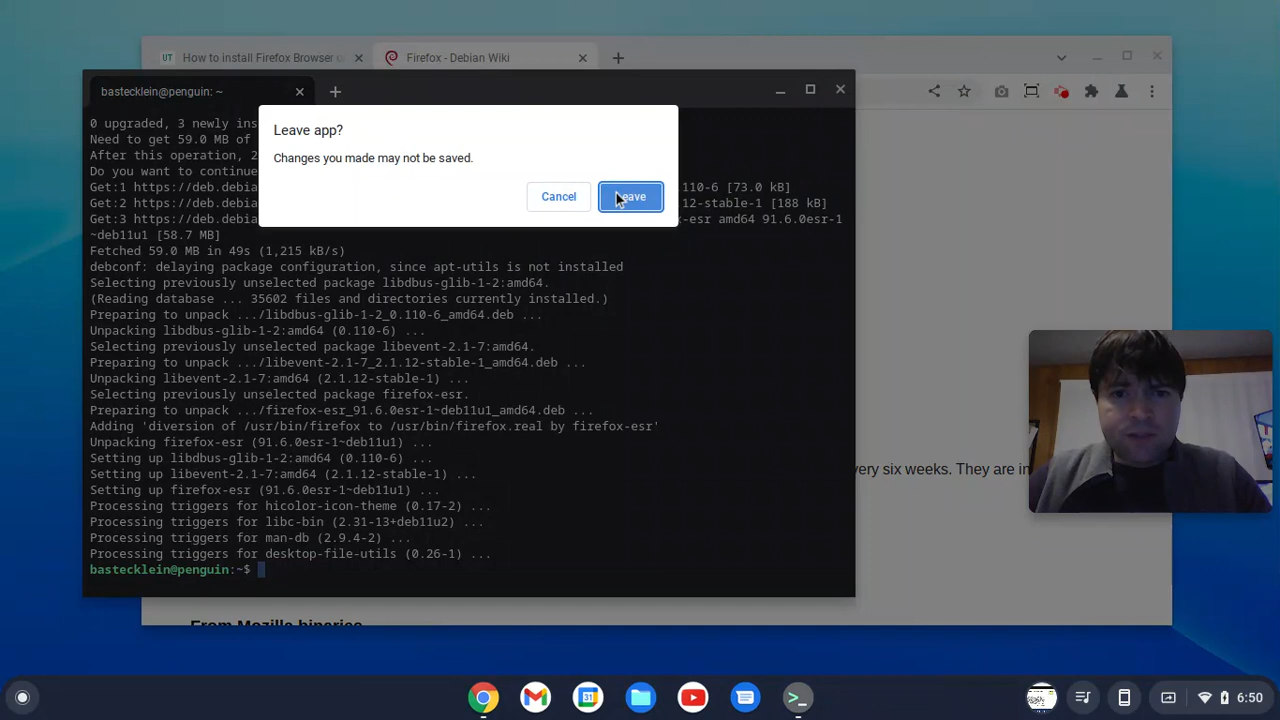 How to install Firefox Browser o
Firefox - Debian Wiki
bastecklein@penguin: ~
Leave app?
Changes you made may not be saved.
Cancel
0 upgraded, 3 newly ins
Need to get 59.0 MB of
After this operation, 2
Do you want to continue
Get:1 https://deb.debia 110-6 [73.0 kB]
Get:2 https://deb.debia 12-stable-1 [188 kB]
Get:3 https://deb.debia -esr amd64 91.6.0esr-1
~deb11u1 [58.7 MB]
Fetched 59.0 MB in 49s (1,215 kB/s)
debconf: delaying package configuration, since apt-utils is not installed
Selecting previously unselected package libdbus-glib-1-2:amd64.
(Reading database ... 35602 files and directories currently installed.)
Preparing to unpack .../libdbus-glib-1-2_0.110-6_amd64.deb ...
Unpacking libdbus-glib-1-2:amd64 (0.110-6) ...
Selecting previously unselected package libevent-2.1-7:amd64.
Preparing to unpack .../libevent-2.1-7_2.1.12-stable-1_amd64.deb ...
Unpacking libevent-2.1-7:amd64 (2.1.12-stable-1) ...
Selecting previously unselected package firefox-esr.
Preparing to unpack .../firefox-esr_91.6.0esr-1~deb11u1_amd64.deb ...
Adding 'diversion of /usr/bin/firefox to /usr/bin/firefox.real by firefox-esr'
Unpacking firefox-esr (91.6.0esr-1~deb11u1) ...
Setting up libdbus-glib-1-2:amd64 (0.110-6) ...
Setting up libevent-2.1-7:amd64 (2.1.12-stable-1) ...
Setting up firefox-esr (91.6.0esr-1~deb11u1) ...
Processing triggers for hicolor-icon-theme (0.17-2) ...
Processing triggers for libc-bin (2.31-13+deb11u2) ...
Processing triggers for man-db (2.9.4-2) ...
Processing triggers for desktop-file-utils (0.26-1) ...
bastecklein@penguin:~$
very six weeks. They are in
From Mozilla binaries
31
6:50